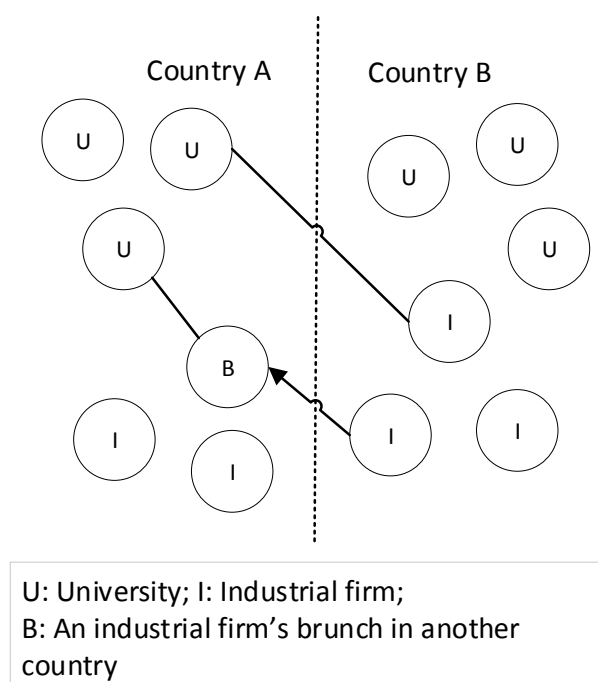 Country A
Country B
U
U
U
U
U
U
I
B
I
I
I
I
U: University; I: Industrial firm;
B: An industrial firm's brunch in another
country